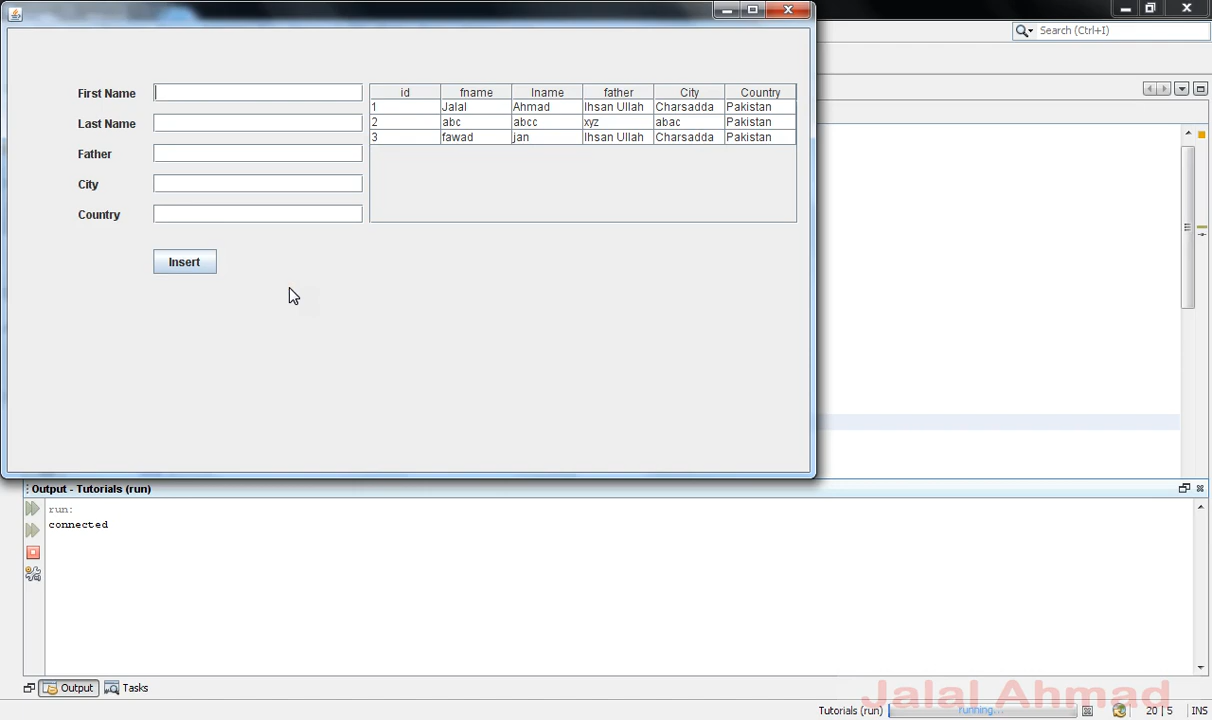 Search (Ctrl+I)
First Name
Last Name
Father
City
Country
Insert
id fname lname father City Country
1 Jalal Ahmad Ihsan Ullah Charsadda Pakistan
2 abc abcc xyz abac Pakistan
3 fawad jan Ihsan Ullah Charsadda Pakistan
Output - Tutorials (run)
run:
connected
Output Tasks
Jalal Ahmad
Tutorials (run) running... 20 | 5 INS